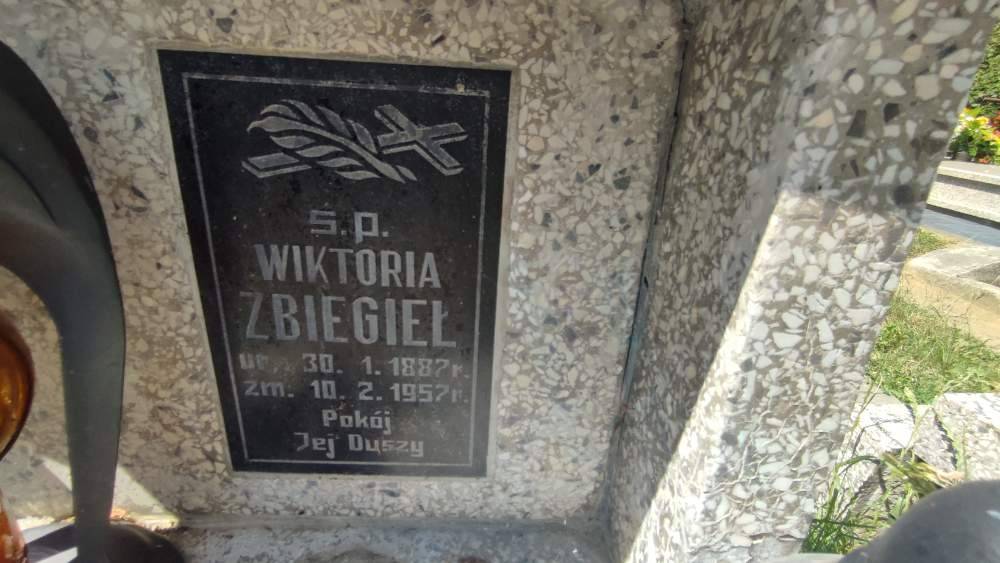 ś.p.
WIKTORIA
ZBIEGIEŁ
ur. 30. 1. 1887r.
zm. 10. 2. 1957r.
Pokój
Jej Duszy